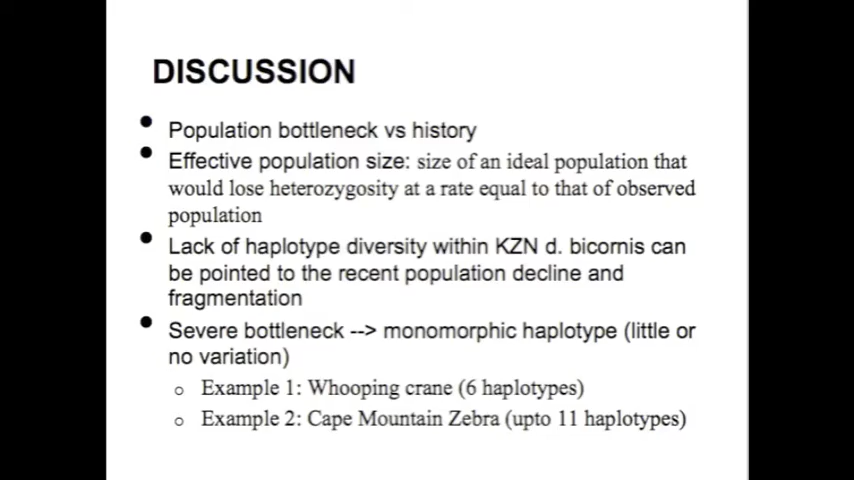 DISCUSSION
• Population bottleneck vs history
• Effective population size: size of an ideal population that
would lose heterozygosity at a rate equal to that of observed
population
• Lack of haplotype diversity within KZN d. bicornis can
be pointed to the recent population decline and
fragmentation
• Severe bottleneck --> monomorphic haplotype (little or
no variation)
o Example 1: Whooping crane (6 haplotypes)
o Example 2: Cape Mountain Zebra (upto 11 haplotypes)